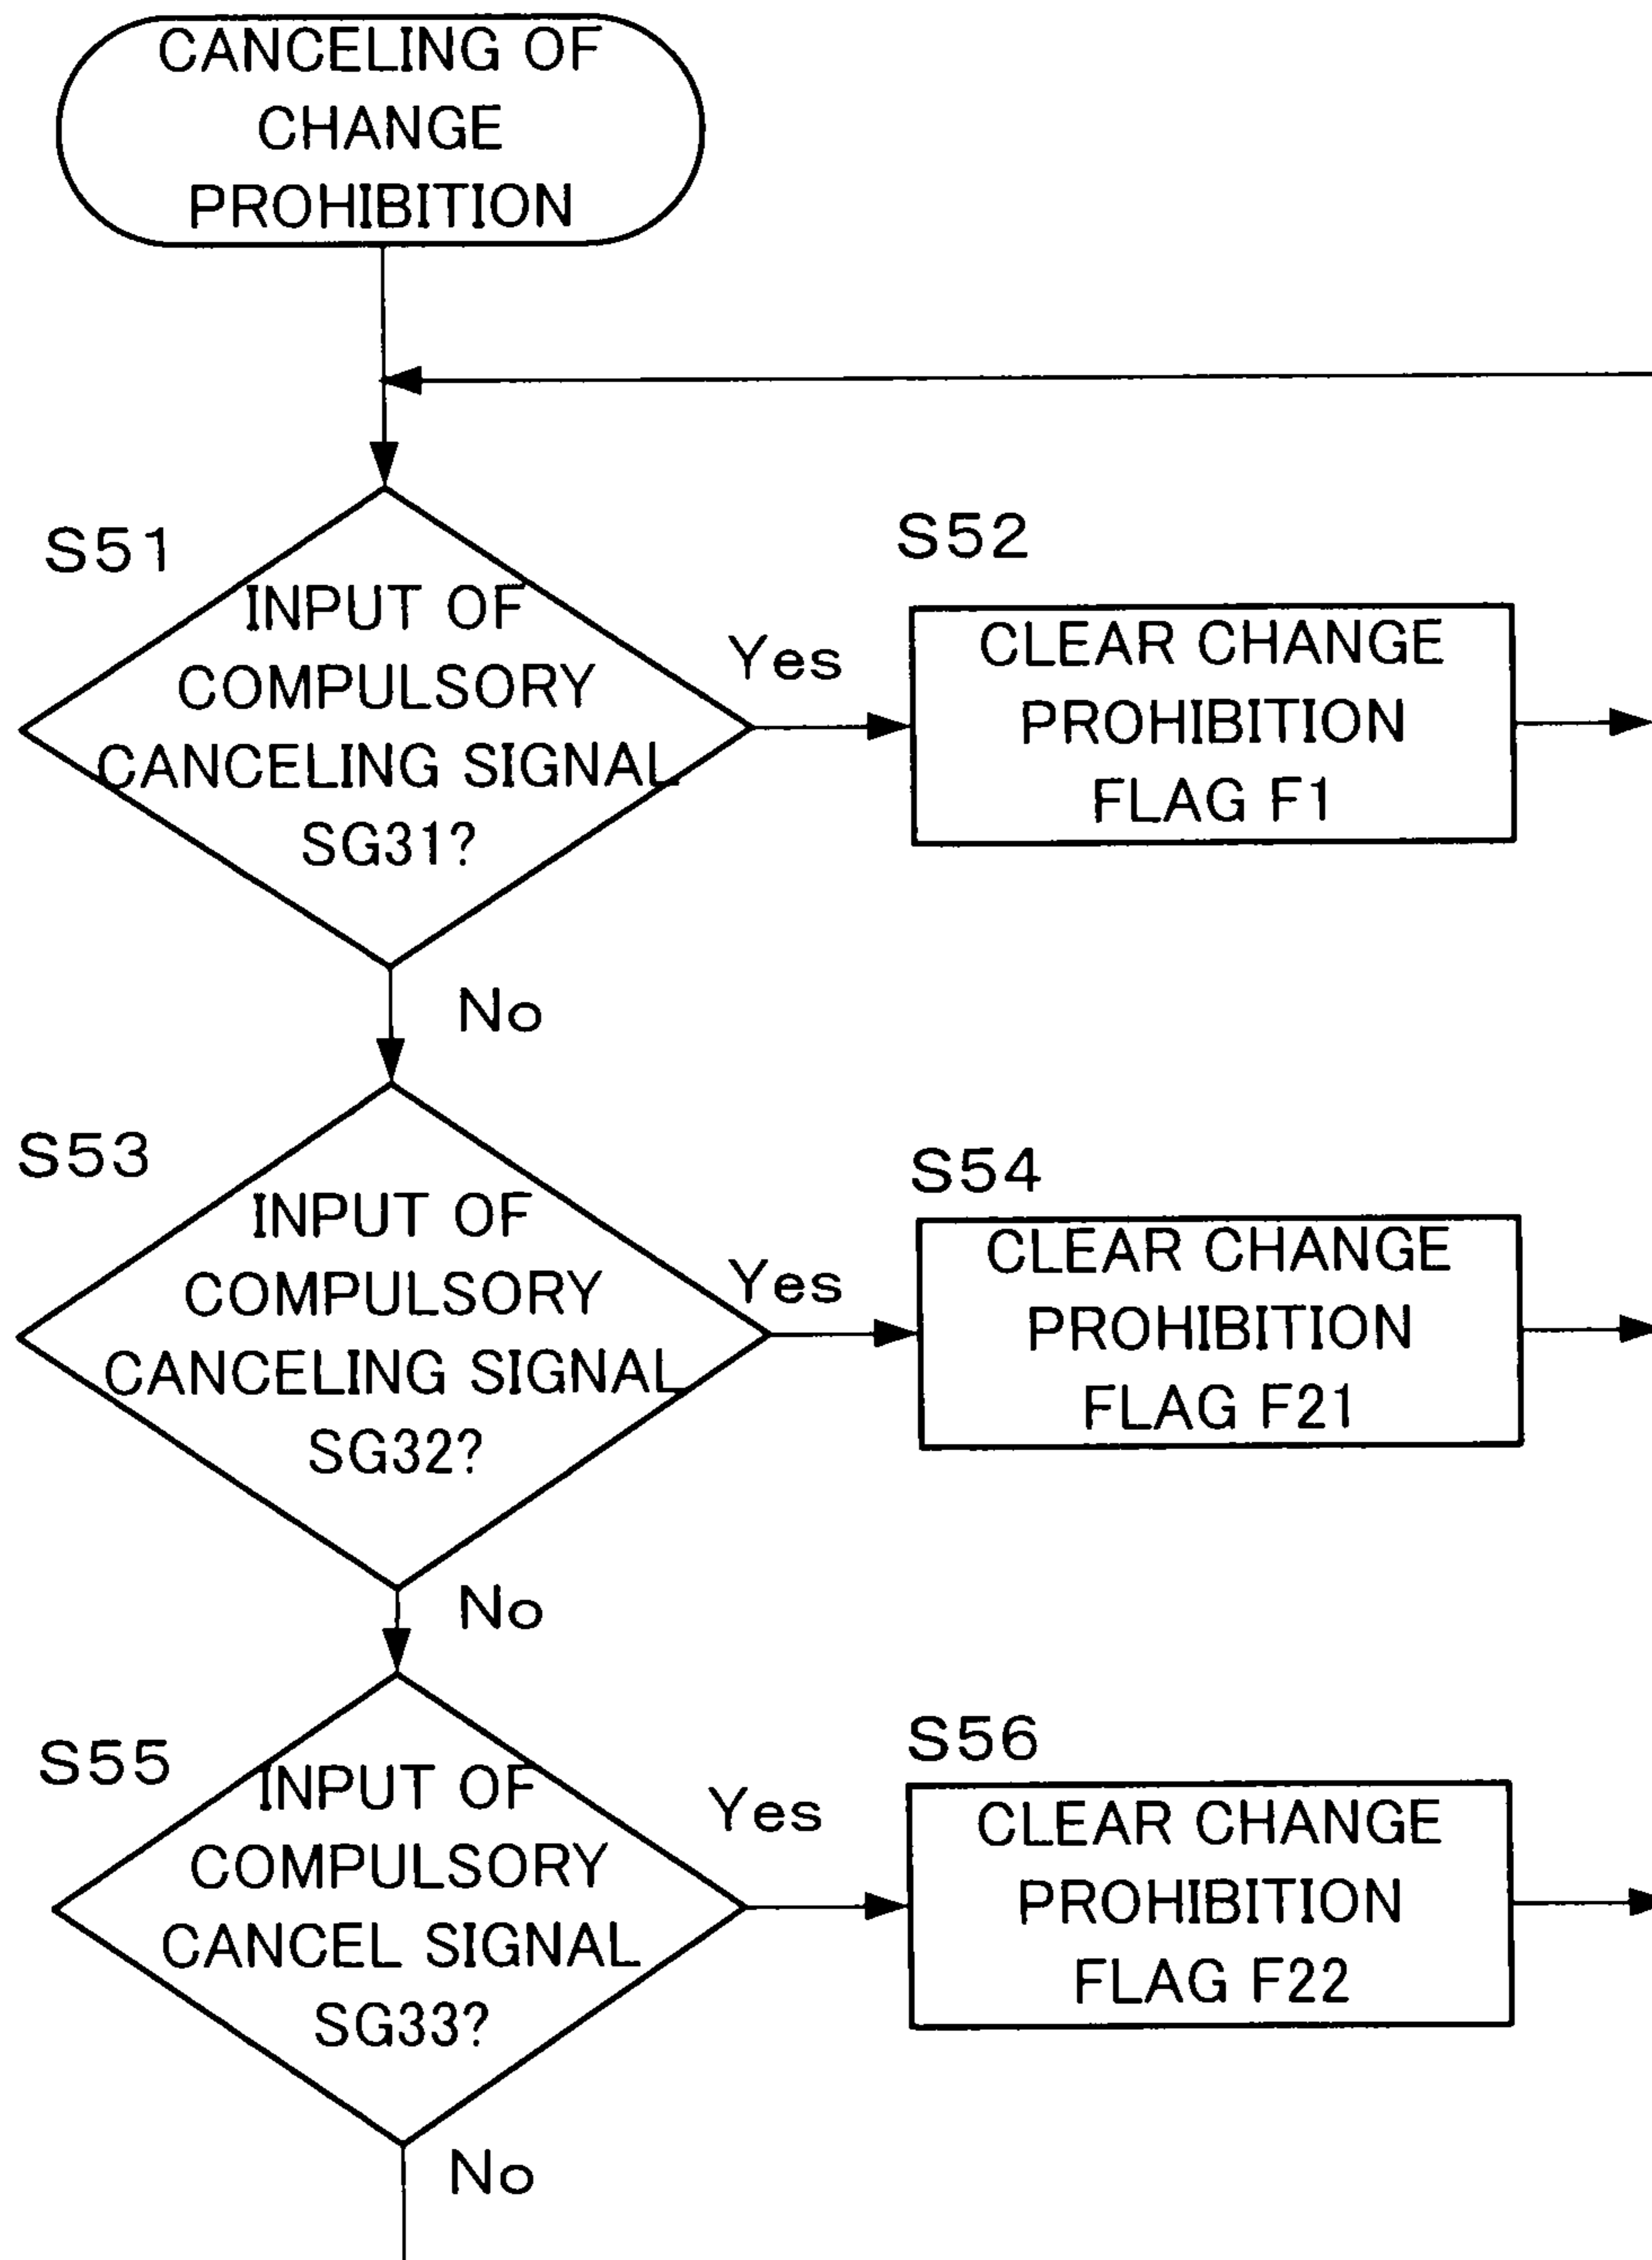 CANCELING OF
CHANGE
PROHIBITION
S51
INPUT OF
COMPULSORY
CANCELING SIGNAL
SG31?
Yes
S52
CLEAR CHANGE
PROHIBITION
FLAG F1
No
S53
INPUT OF
COMPULSORY
CANCELING SIGNAL
SG32?
Yes
S54
CLEAR CHANGE
PROHIBITION
FLAG F21
No
S55
INPUT OF
COMPULSORY
CANCEL SIGNAL
SG33?
Yes
S56
CLEAR CHANGE
PROHIBITION
FLAG F22
No